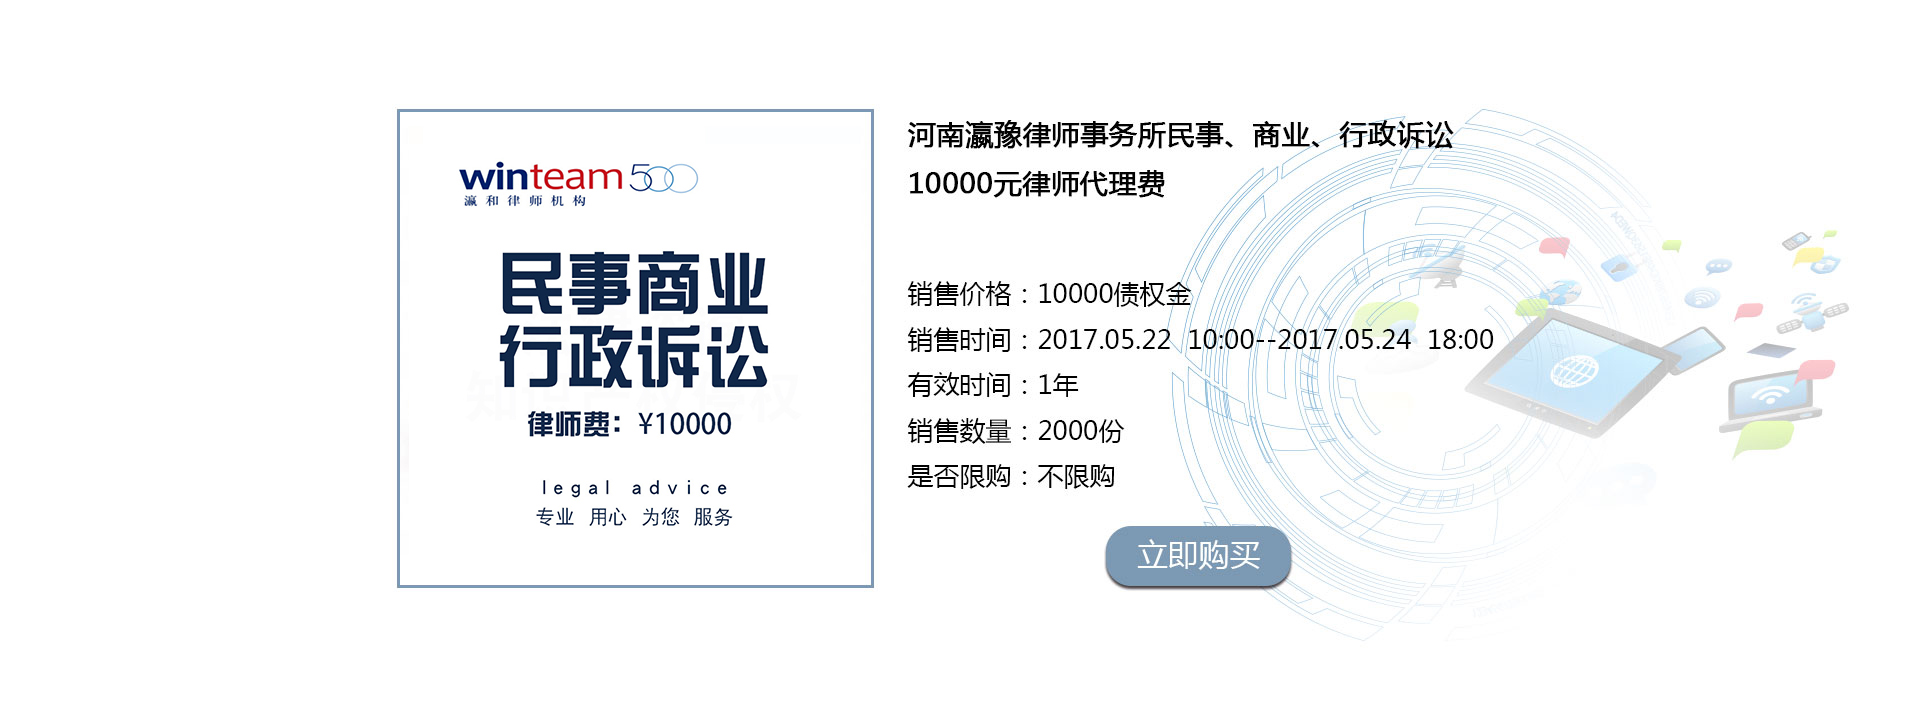 winteam500
瀛和律师机构
民事商业
行政诉讼
律师费：¥10000
legal advice
专业 用心 为您 服务
河南瀛豫律师事务所民事、商业、行政诉讼
10000元律师代理费
销售价格：10000债权金
销售时间：2017.05.22 10:00--2017.05.24 18:00
有效时间：1年
销售数量：2000份
是否限购：不限购
立即购买